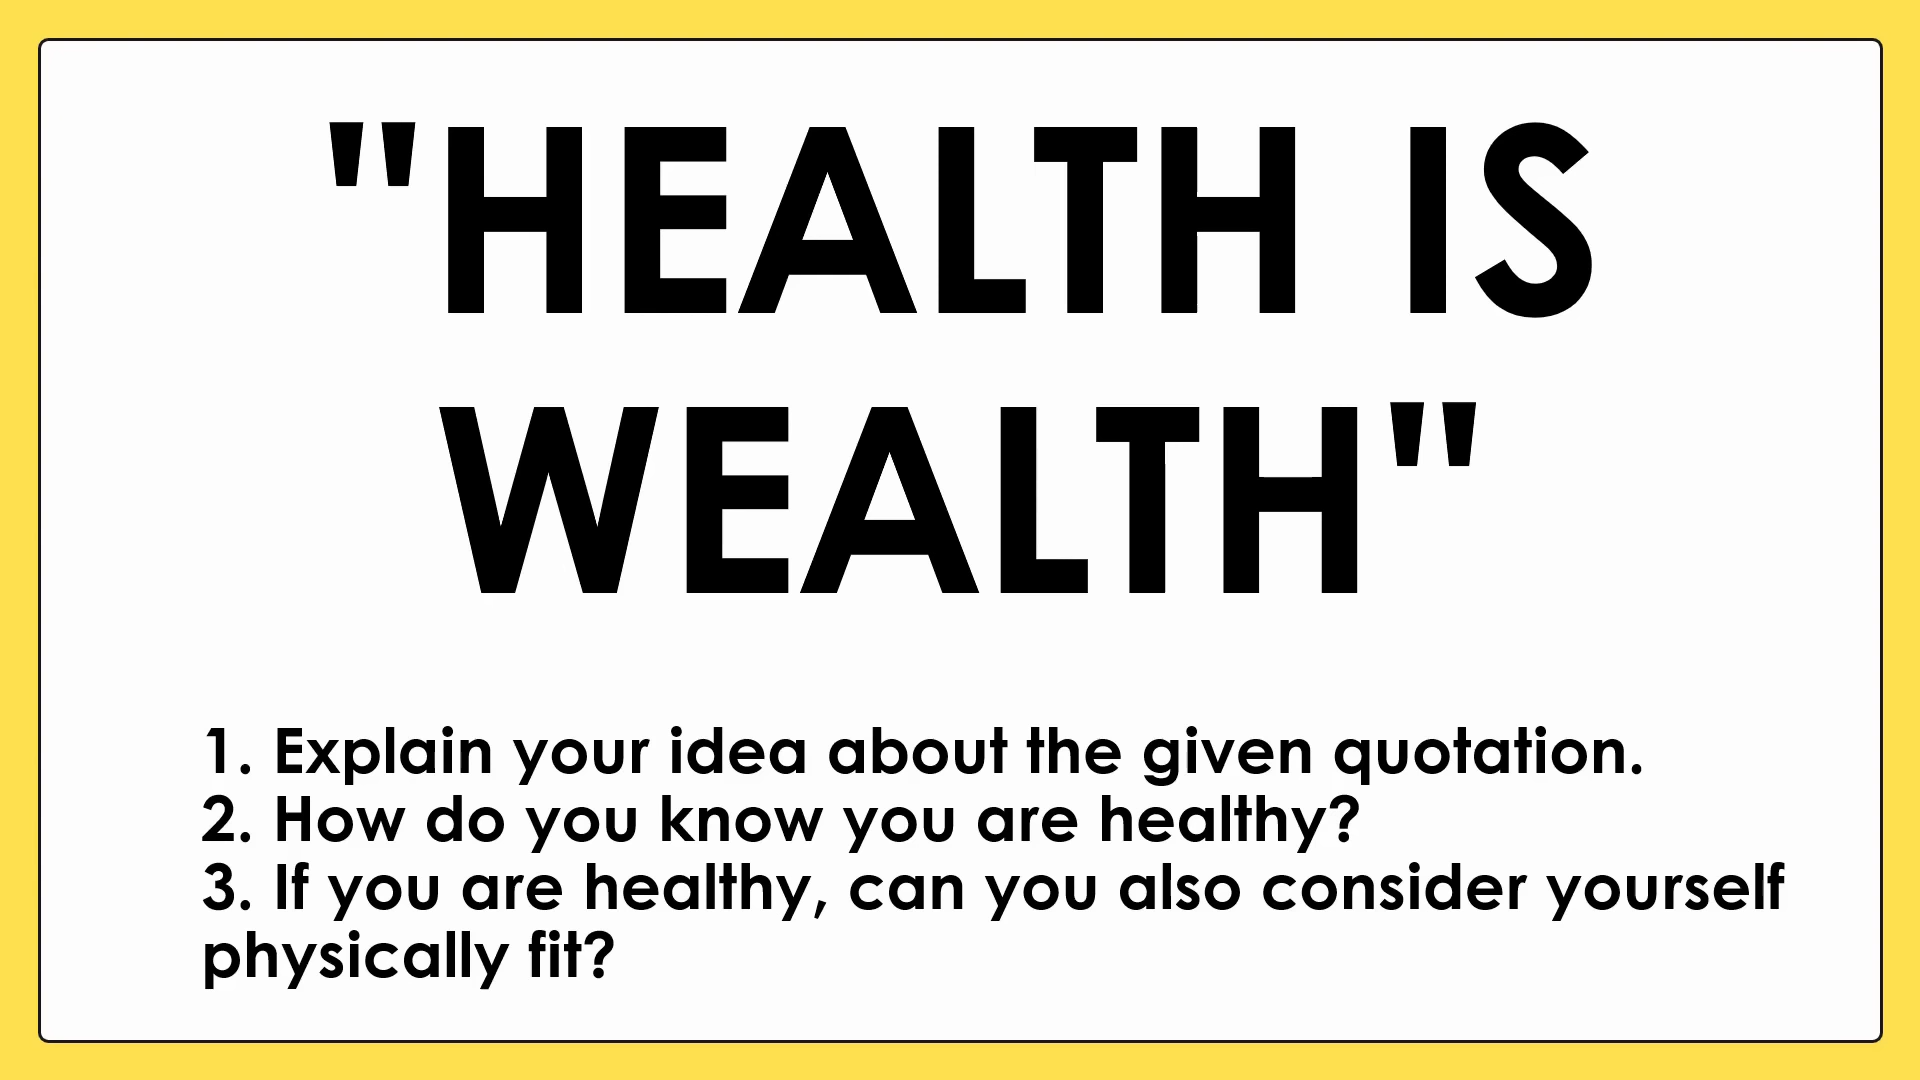 "HEALTH IS
WEALTH"
1. Explain your idea about the given quotation.
2. How do you know you are healthy?
3. If you are healthy, can you also consider yourself
physically fit?